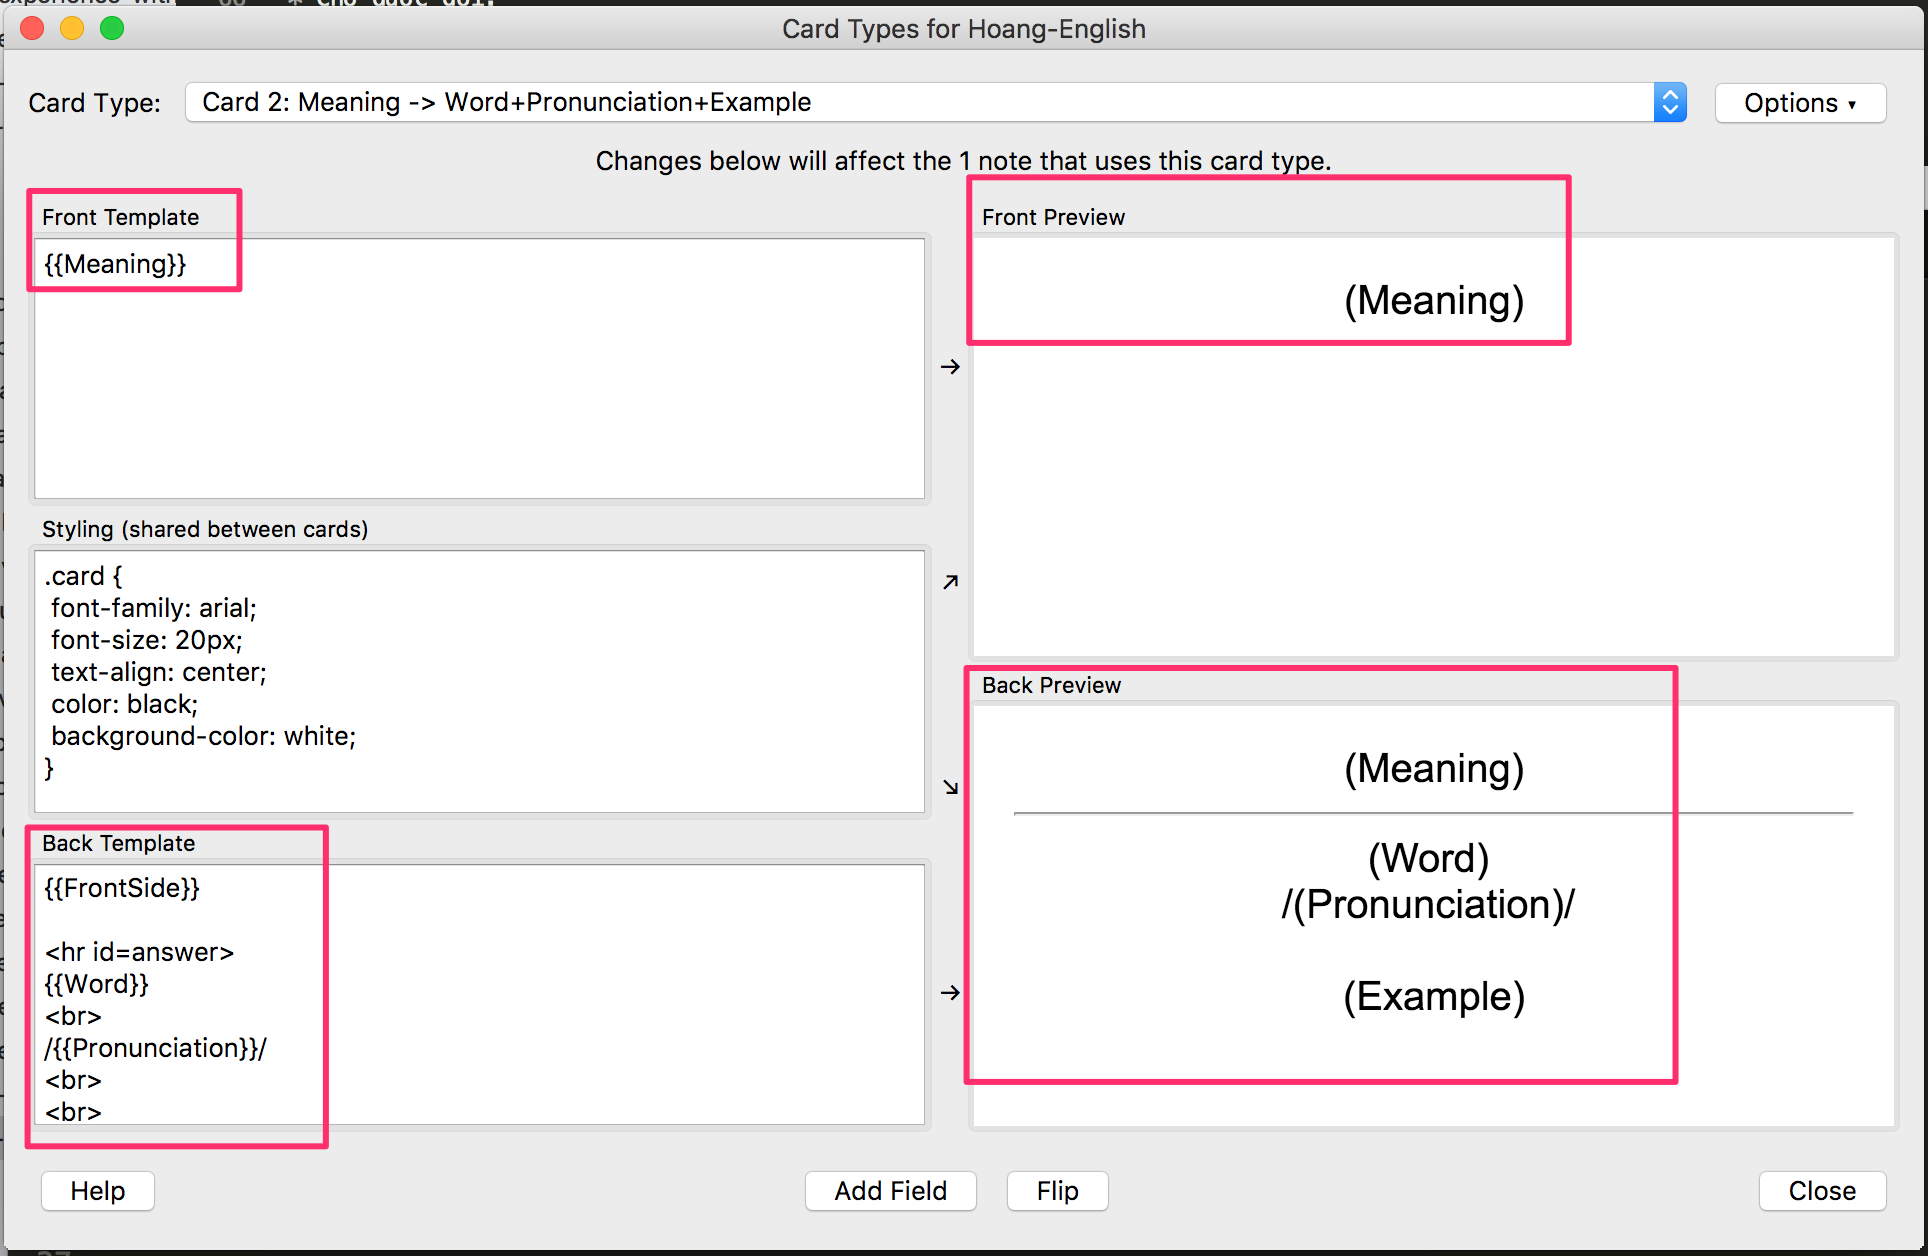 Card Types for Hoang-English
Card Type:
Card 2: Meaning -> Word+Pronunciation+Example
Options ▾
Changes below will affect the 1 note that uses this card type.
Front Template
{{Meaning}}
Styling (shared between cards)
.card {
font-family: arial;
font-size: 20px;
text-align: center;
color: black;
background-color: white;
}
Back Template
{{FrontSide}}
<hr id=answer>
{{Word}}
<br>
/{{Pronunciation}}/
<br>
<br>
→
↗
↘
→
Front Preview
(Meaning)
Back Preview
(Meaning)
(Word)
/(Pronunciation)/
(Example)
Help
Add Field
Flip
Close